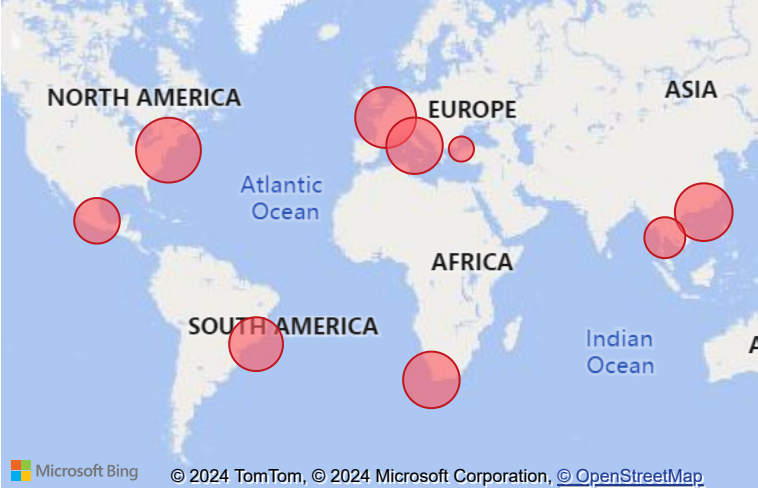 NORTH AMERICA
EUROPE
ASIA
Atlantic
Ocean
AFRICA
SOUTH AMERICA
Indian
Ocean
A
Microsoft Bing
© 2024 TomTom, © 2024 Microsoft Corporation, © OpenStreetMap